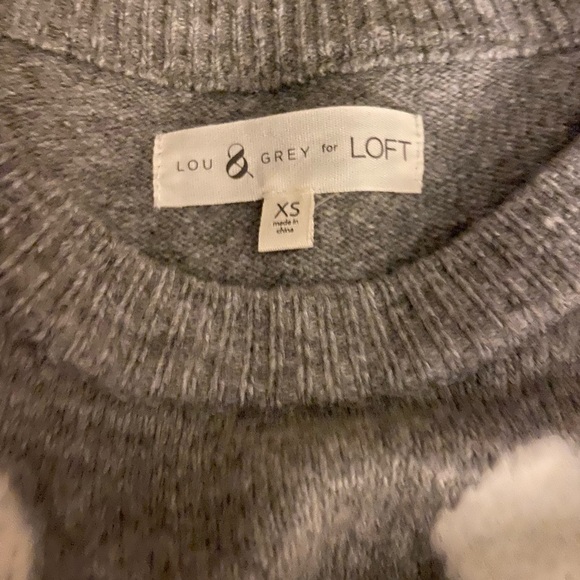 LOU & GREY for LOFT
XS
made in
china